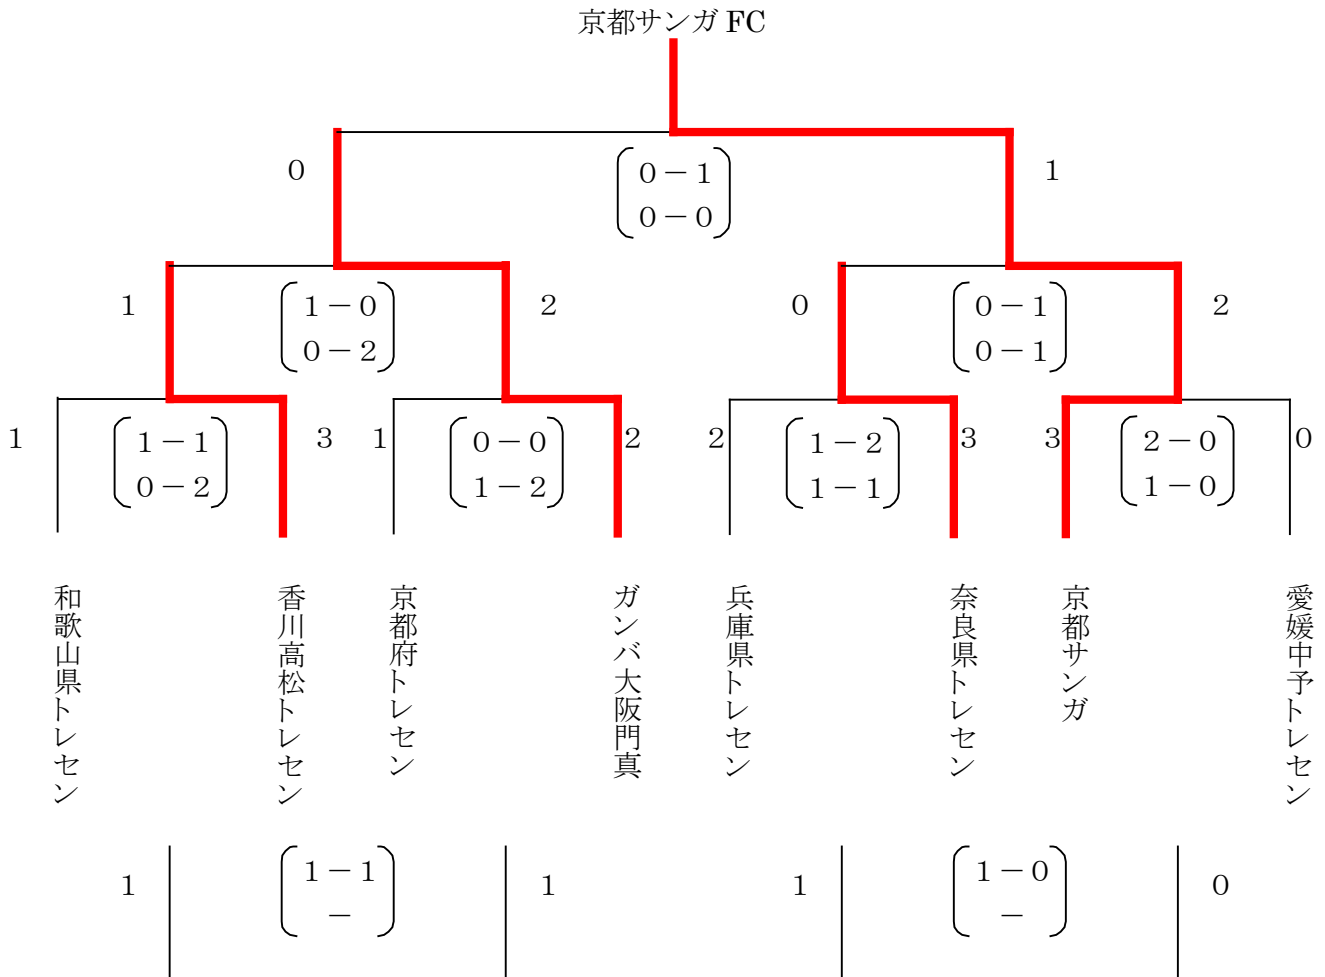 京都サンガ FC
0 0－1 1
0－0
1 1－0 2 0 0－1 2
0－2 0－1
1 1－1 3 1 0－0 2 2 1－2 3 3 2－0 0
0－2 1－2 1－1 1－0
和歌山県トレセン
香川高松トレセン
京都府トレセン
ガンバ大阪門真
兵庫県トレセン
奈良県トレセン
京都サンガ
愛媛中予トレセン
1 1－1 1 1 1－0 0
－ －